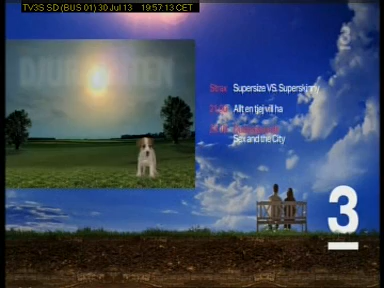 TV3S SD (BUS 01) 30 Jul 13 19:57:13 CET
Strax Supersize VS. Superskinny
Allt en tjej vill ha
Sex and the City
3